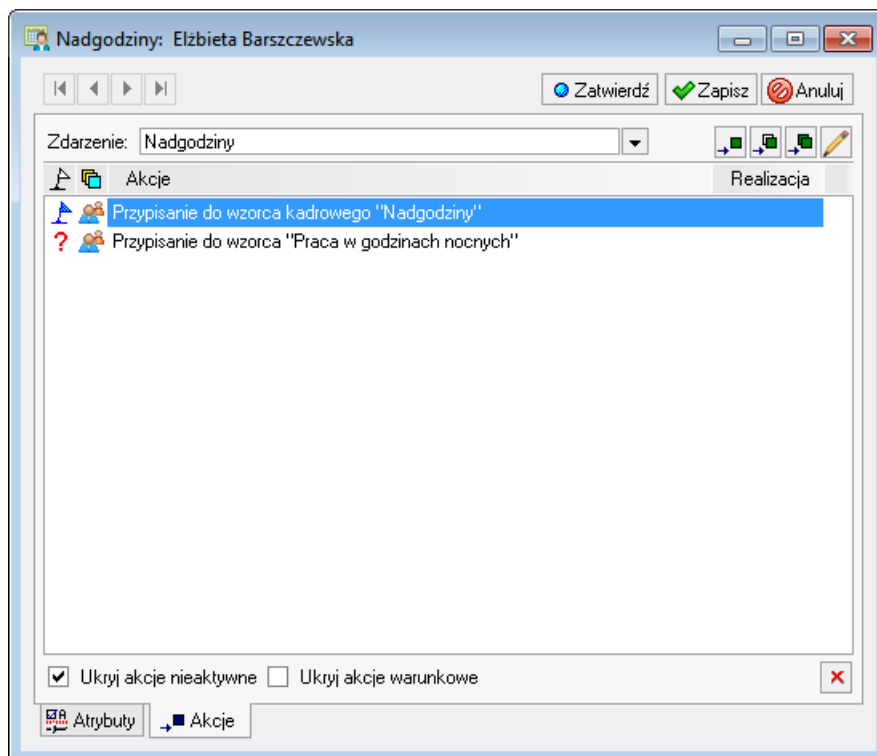 Nadgodziny: Elżbieta Barszczewska
Zatwierdź Zapisz Anuluj
Zdarzenie: Nadgodziny
Akcje Realizacja
Przypisanie do wzorca kadrowego "Nadgodziny"
? Przypisanie do wzorca "Praca w godzinach nocnych"
Ukryj akcje nieaktywne Ukryj akcje warunkowe
Atrybuty Akcje